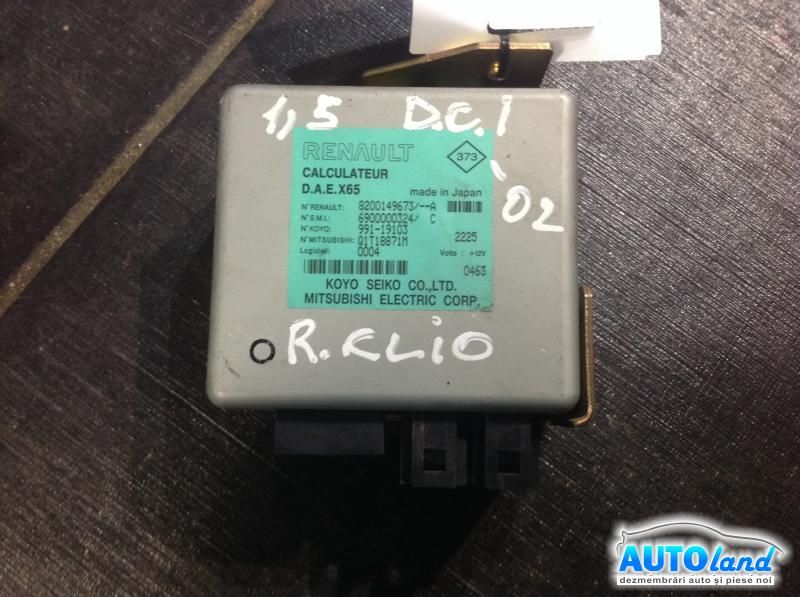 1,5 D.C.I
'02
RENAULT
373
CALCULATEUR
D.A.E.X65
made in Japan
N°RENAULT: 8200149673/--A
N°S.M.I.: 6900000324/ C
N°KOYO: 991-19103
N°MITSUBISHI: Q1T18871M 2225
Logiciel: 0004 Volts : +12V
0463
KOYO SEIKO CO.,LTD.
MITSUBISHI ELECTRIC CORP.
R.CLIO
AUTOland
dezmembrări auto și piese noi